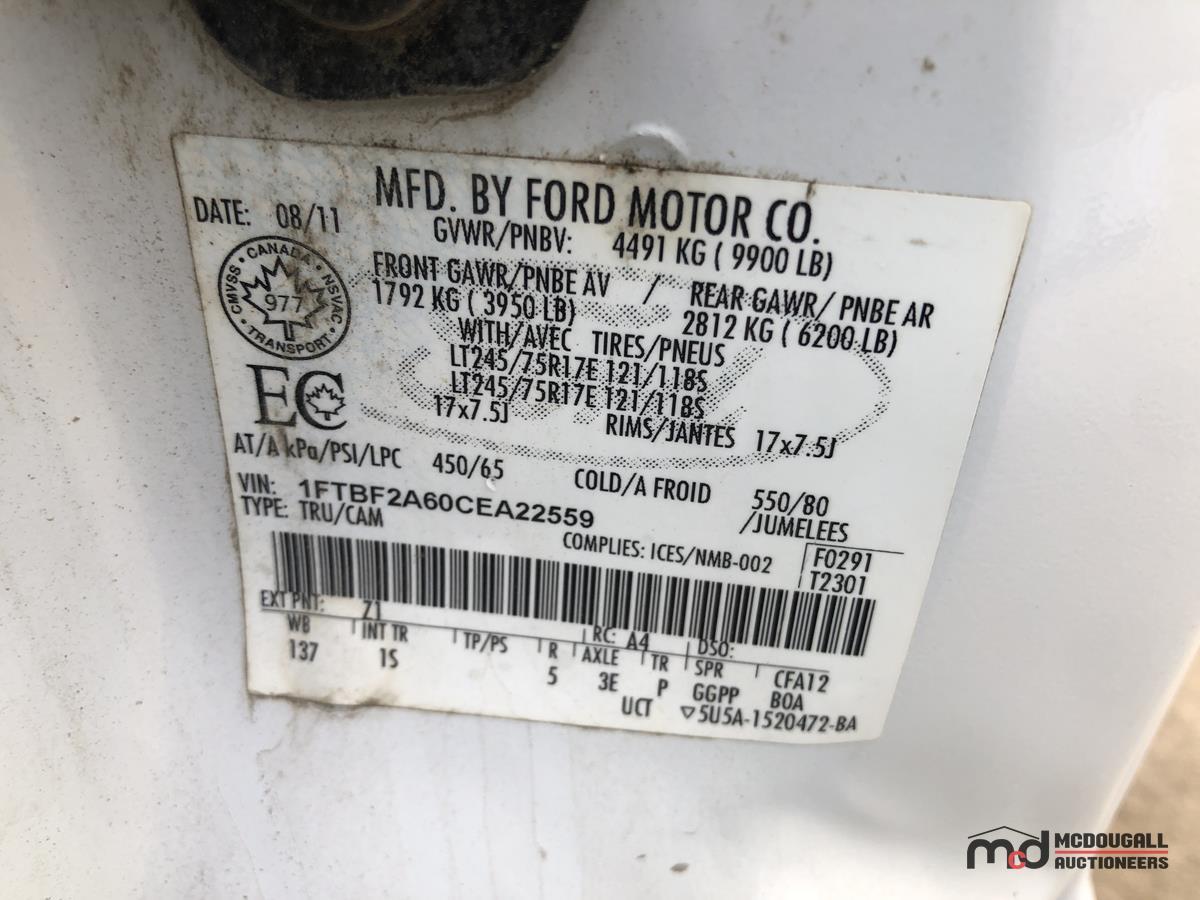 MFD. BY FORD MOTOR CO.
DATE: 08/11
GVWR/PNBV: 4491 KG ( 9900 LB)
FRONT GAWR/PNBE AV / REAR GAWR/ PNBE AR
1792 KG ( 3950 LB) 2812 KG ( 6200 LB)
WITH/AVEC TIRES/PNEUS
LT245/75R17E 121/118S
LT245/75R17E 121/118S
17x7.5J RIMS/JANTES 17x7.5J
CANADA
CMVSS NSVAC
977
TRANSPORT
EC
AT/A kPa/PSI/LPC 450/65 COLD/A FROID 550/80
VIN: 1FTBF2A60CEA22559 /JUMELEES
TYPE: TRU/CAM
COMPLIES: ICES/NMB-002 F0291
T2301
EXT PNT: Z1 RC: A4 DSO:
WB INT TR TP/PS R AXLE TR SPR CFA12
137 1S 5 3E P GGPP BOA
UCT 5U5A-1520472-BA
mcd MCDOUGALL
AUCTIONEERS